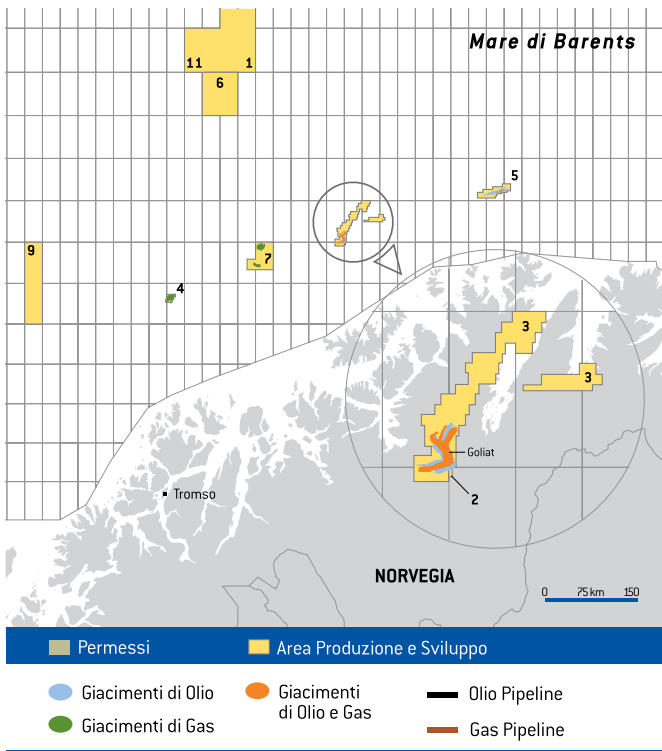 Mare di Barents
11 1
6
5
9
7
4
3
3
Goliat
2
Tromso
NORVEGIA
0 75 km 150
Permessi
Area Produzione e Sviluppo
Giacimenti di Olio
Giacimenti di Gas
Giacimenti
di Olio e Gas
Olio Pipeline
Gas Pipeline